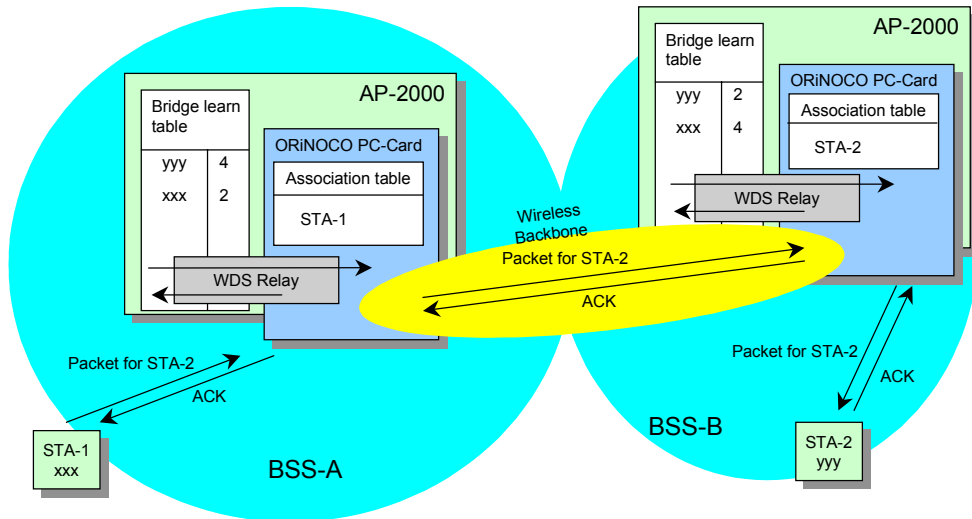 AP-2000
Bridge learn
table
yyy 4
xxx 2
ORiNOCO PC-Card
Association table
STA-1
WDS Relay
Packet for STA-2
ACK
STA-1
xxx
BSS-A
Wireless
Backbone
Packet for STA-2
ACK
AP-2000
Bridge learn
table
yyy 2
xxx 4
ORiNOCO PC-Card
Association table
STA-2
WDS Relay
Packet for STA-2
ACK
BSS-B
STA-2
yyy